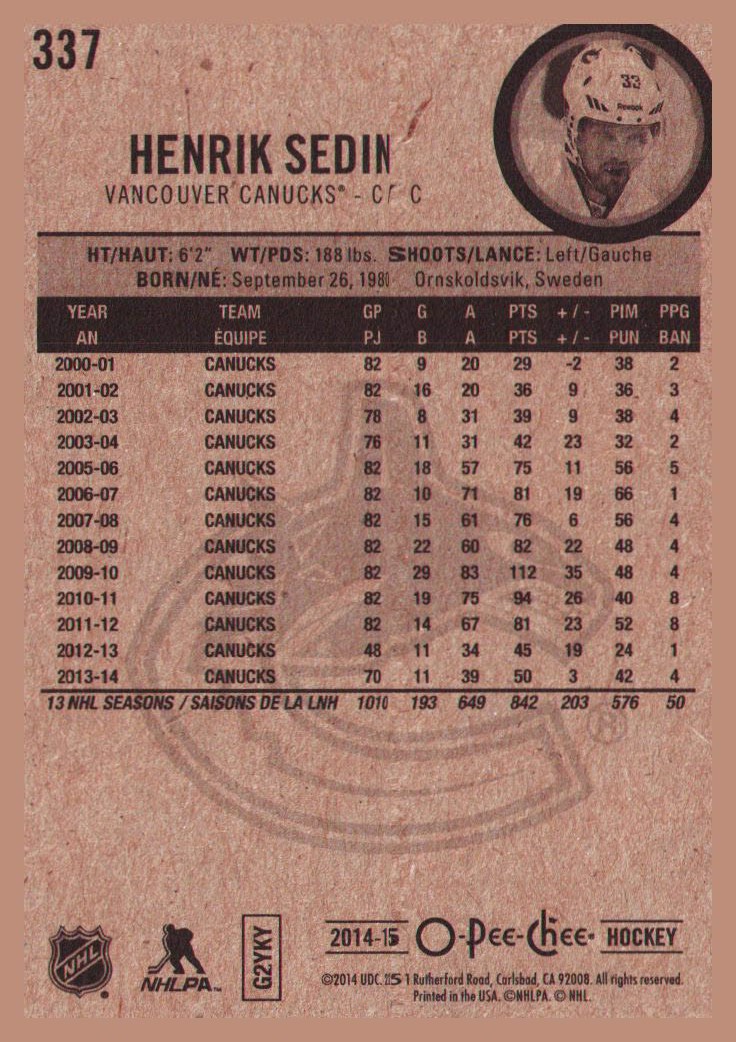 337
33
Reebok
HENRIK SEDIN
VANCOUVER CANUCKS® - C/ C
HT/HAUT: 6'2" WT/PDS: 188 lbs. SHOOTS/LANCE: Left/Gauche
BORN/NÉ: September 26, 1980 Ornskoldsvik, Sweden
YEAR TEAM GP G A PTS + / - PIM PPG
AN ÉQUIPE PJ B A PTS + / - PUN BAN
2000-01 CANUCKS 82 9 20 29 -2 38 2
2001-02 CANUCKS 82 16 20 36 9 36 3
2002-03 CANUCKS 78 8 31 39 9 38 4
2003-04 CANUCKS 76 11 31 42 23 32 2
2005-06 CANUCKS 82 18 57 75 11 56 5
2006-07 CANUCKS 82 10 71 81 19 66 1
2007-08 CANUCKS 82 15 61 76 6 56 4
2008-09 CANUCKS 82 22 60 82 22 48 4
2009-10 CANUCKS 82 29 83 112 35 48 4
2010-11 CANUCKS 82 19 75 94 26 40 8
2011-12 CANUCKS 82 14 67 81 23 52 8
2012-13 CANUCKS 48 11 34 45 19 24 1
2013-14 CANUCKS 70 11 39 50 3 42 4
13 NHL SEASONS / SAISONS DE LA LNH 1010 193 649 842 203 576 50
®
NHL
NHLPA™
G2YKY
2014-15 O-Pee-Chee® HOCKEY
©2014 UDC. Rutherford Road, Carlsbad, CA 92008. All rights reserved.
Printed in the USA. ©NHLPA. © NHL.